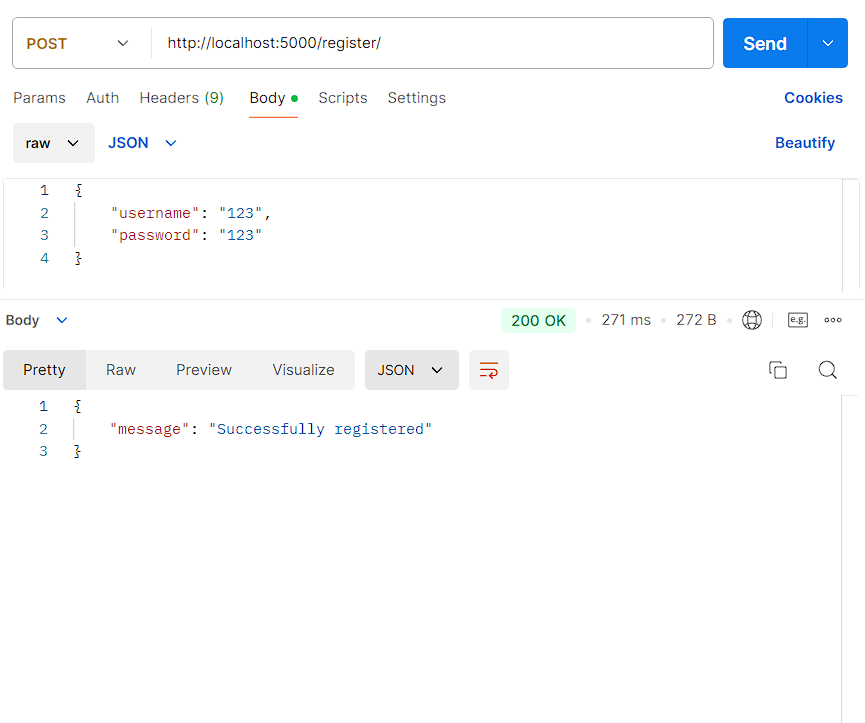 POST http://localhost:5000/register/ Send
Params Auth Headers (9) Body Scripts Settings Cookies
raw JSON Beautify
1 {
2 "username": "123",
3 "password": "123"
4 }
Body 200 OK 271 ms 272 B e.g.
Pretty Raw Preview Visualize JSON
1 {
2 "message": "Successfully registered"
3 }